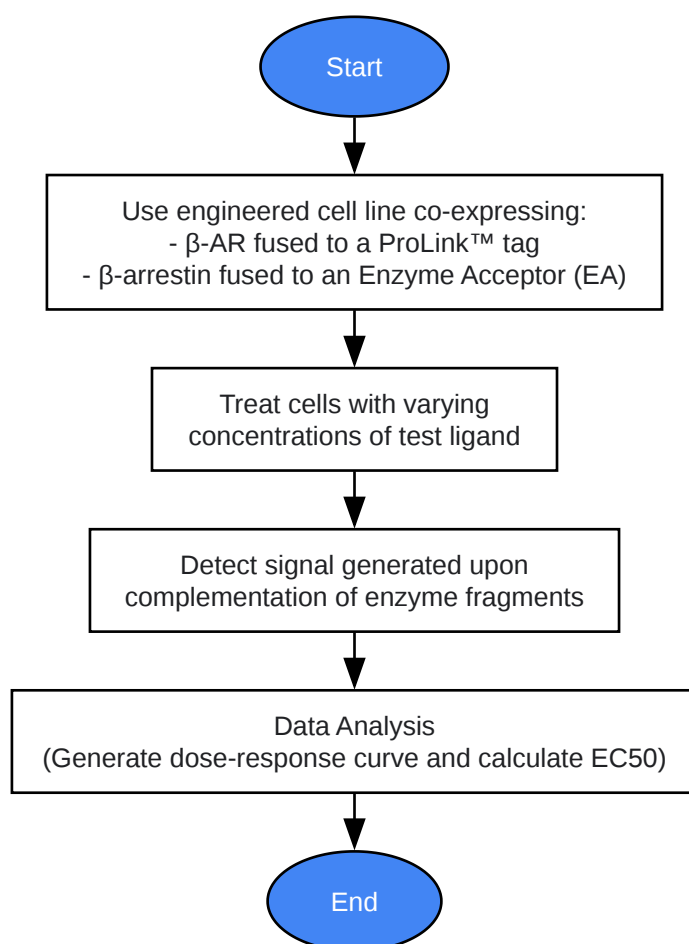 Start
Use engineered cell line co-expressing:
- β-AR fused to a ProLink™ tag
- β-arrestin fused to an Enzyme Acceptor (EA)
Treat cells with varying
concentrations of test ligand
Detect signal generated upon
complementation of enzyme fragments
Data Analysis
(Generate dose-response curve and calculate EC50)
End